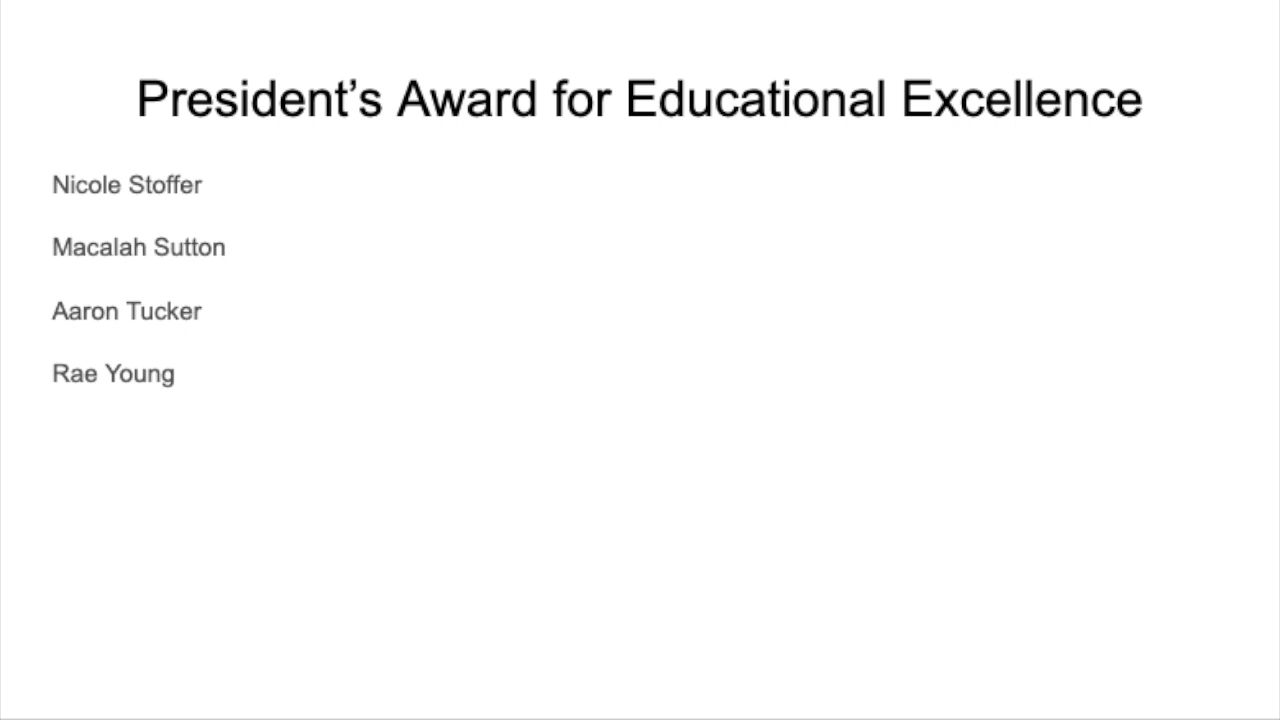 President’s Award for Educational Excellence
Nicole Stoffer
Macalah Sutton
Aaron Tucker
Rae Young